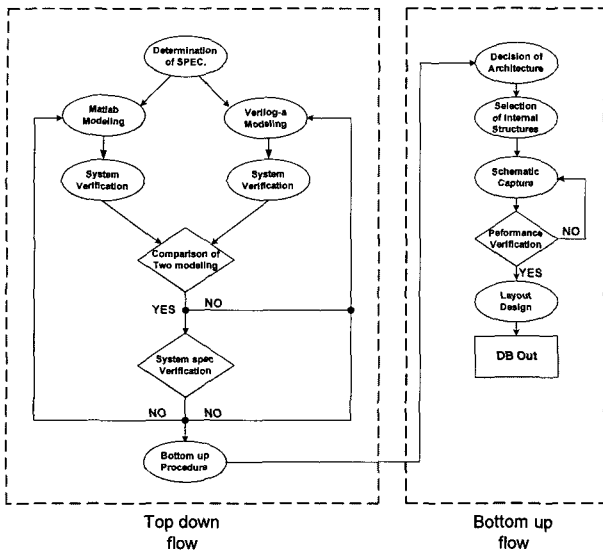 Determination
of SPEC.
Matlab
Modeling
Verilog-a
Modeling
System
Verification
System
Verification
Comparison of
Two modeling
YES
NO
System spec
Verification
NO
NO
Bottom up
Procedure
Top down
flow
Decision of
Architecture
Selection
of Internal
Structures
Schematic
Capture
Peformance
Verification
NO
YES
Layout
Design
DB Out
Bottom up
flow